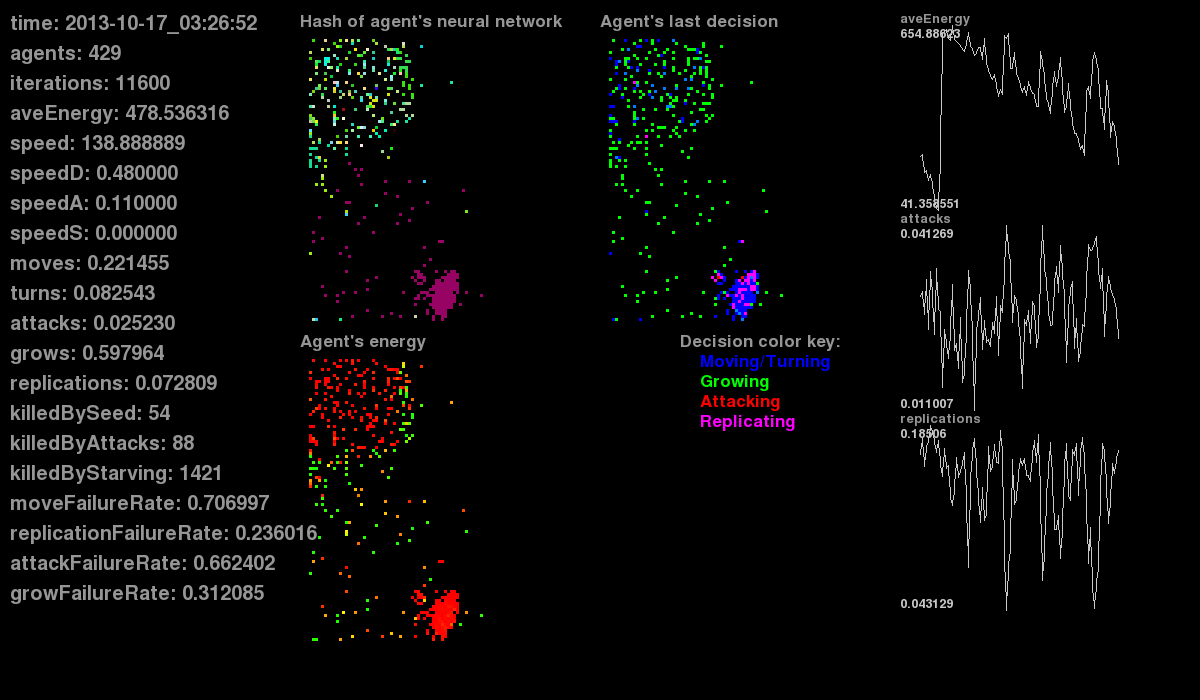 time: 2013-10-17_03:26:52
agents: 429
iterations: 11600
aveEnergy: 478.536316
speed: 138.888889
speedD: 0.480000
speedA: 0.110000
speedS: 0.000000
moves: 0.221455
turns: 0.082543
attacks: 0.025230
grows: 0.597964
replications: 0.072809
killedBySeed: 54
killedByAttacks: 88
killedByStarving: 1421
moveFailureRate: 0.706997
replicationFailureRate: 0.236016
attackFailureRate: 0.662402
growFailureRate: 0.312085
Hash of agent's neural network
Agent's last decision
Agent's energy
Decision color key:
Moving/Turning
Growing
Attacking
Replicating
aveEnergy
654.88623
41.358551
attacks
0.041269
0.011007
replications
0.18506
0.043129